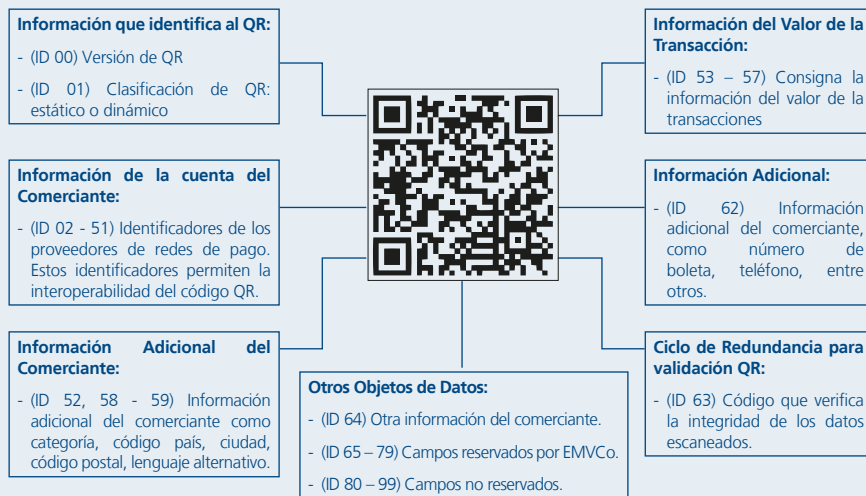 Información que identifica al QR:
- (ID 00) Versión de QR
- (ID 01) Clasificación de QR:
estático o dinámico
Información de la cuenta del
Comerciante:
- (ID 02 - 51) Identificadores de los
proveedores de redes de pago.
Estos identificadores permiten la
interoperabilidad del código QR.
Información Adicional del
Comerciante:
- (ID 52, 58 - 59) Información
adicional del comerciante como
categoría, código país, ciudad,
código postal, lenguaje alternativo.
Otros Objetos de Datos:
- (ID 64) Otra información del comerciante.
- (ID 65 – 79) Campos reservados por EMVCo.
- (ID 80 – 99) Campos no reservados.
Información del Valor de la
Transacción:
- (ID 53 – 57) Consigna la
información del valor de la
transacciones
Información Adicional:
- (ID 62) Información
adicional del comerciante,
como número de
boleta, teléfono, entre
otros.
Ciclo de Redundancia para
validación QR:
- (ID 63) Código que verifica
la integridad de los datos
escaneados.